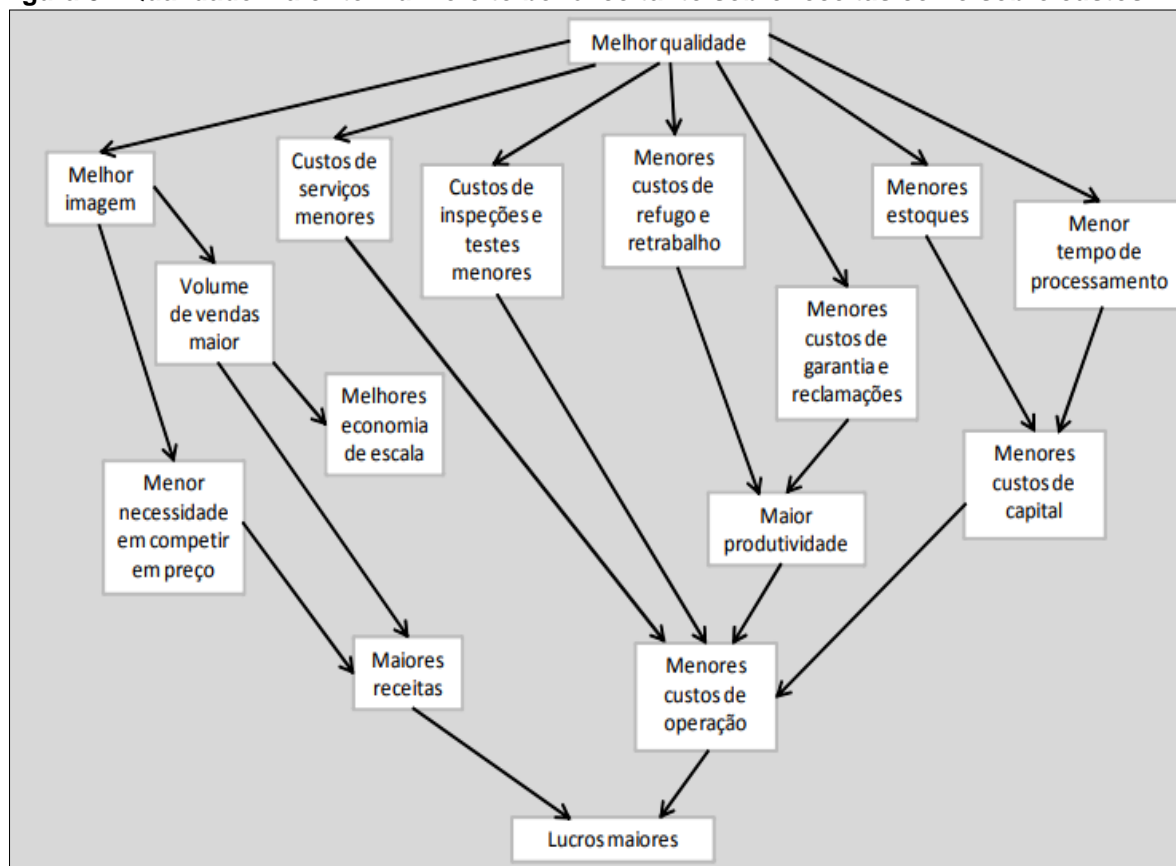 Melhor qualidade
Melhor
imagem
Custos de
serviços
menores
Custos de
inspeções e
testes
menores
Menores
custos de
refugo e
retrabalho
Menores
estoques
Menor
tempo de
processamento
Volume
de vendas
maior
Menores
custos de
garantia e
reclamações
Melhores
economia
de escala
Menor
necessidade
em competir
em preço
Maior
produtividade
Menores
custos de
capital
Maiores
receitas
Menores
custos de
operação
Lucros maiores